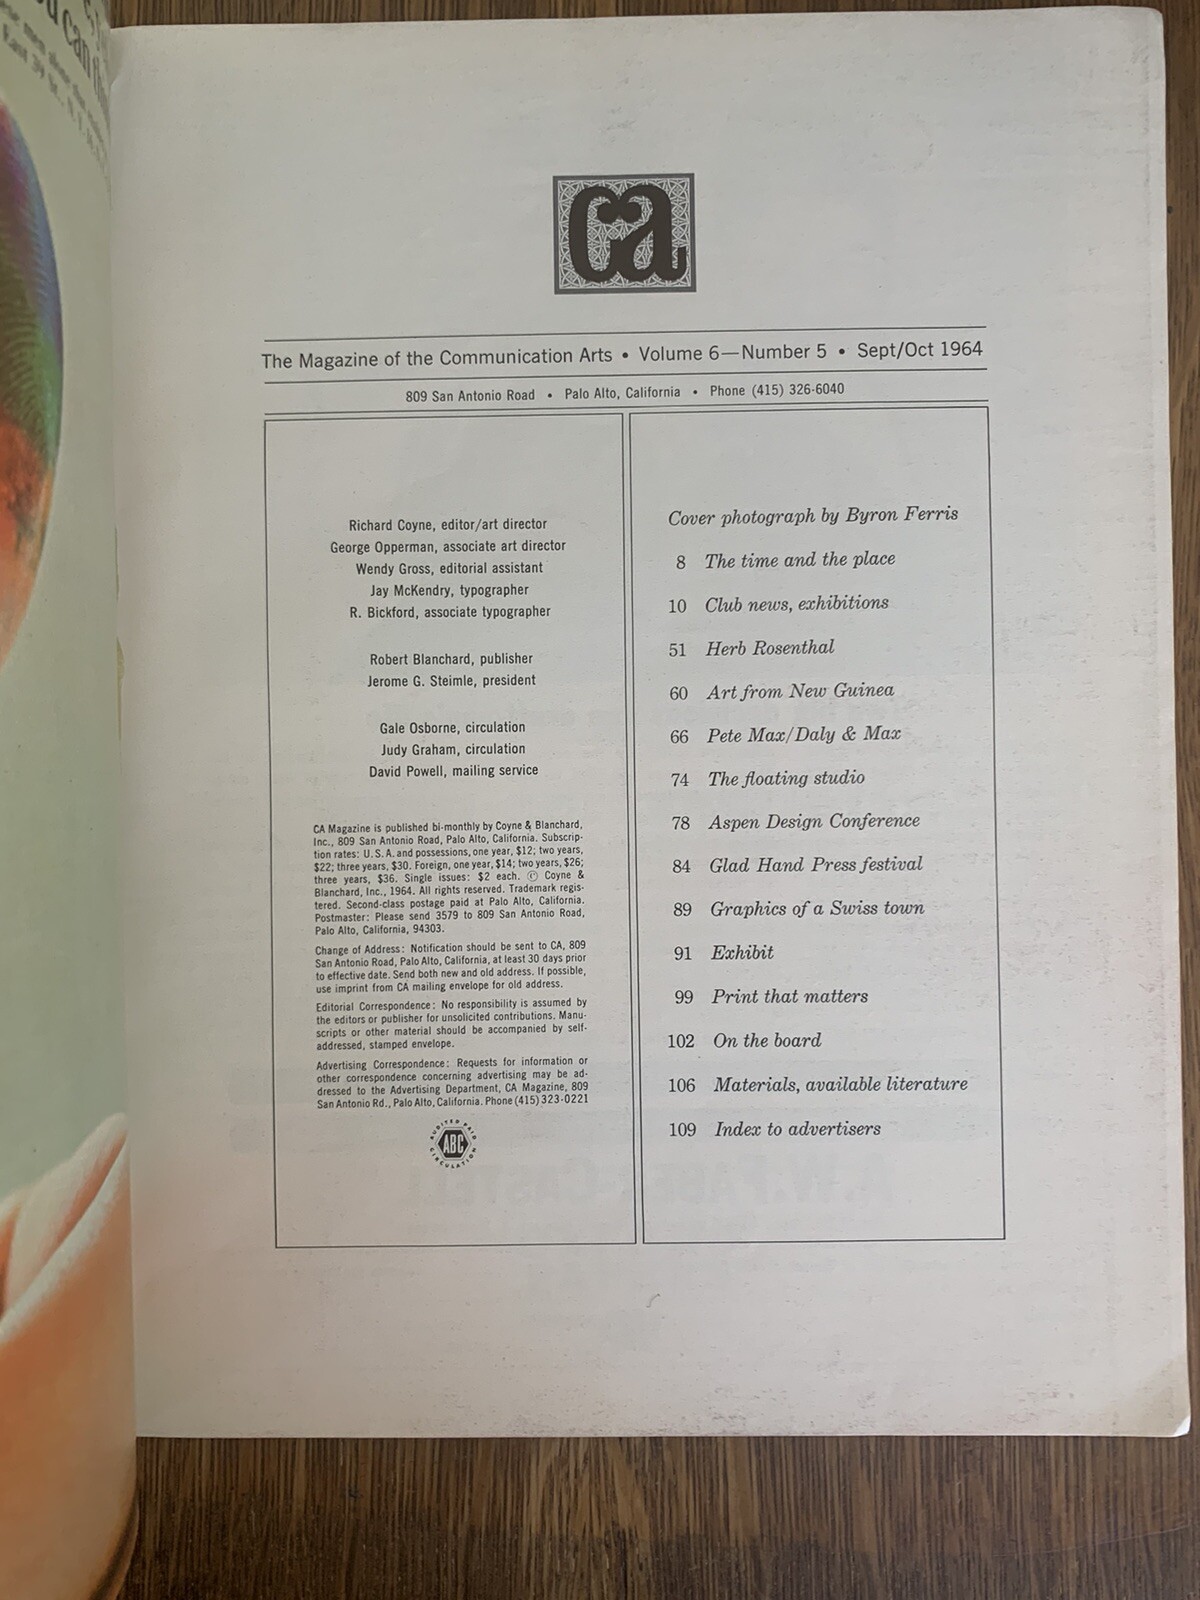 ca
The Magazine of the Communication Arts • Volume 6—Number 5 • Sept/Oct 1964
809 San Antonio Road • Palo Alto, California • Phone (415) 326-6040
Richard Coyne, editor/art director
George Opperman, associate art director
Wendy Gross, editorial assistant
Jay McKendry, typographer
R. Bickford, associate typographer
Robert Blanchard, publisher
Jerome G. Steimle, president
Gale Osborne, circulation
Judy Graham, circulation
David Powell, mailing service
CA Magazine is published bi-monthly by Coyne & Blanchard,
Inc., 809 San Antonio Road, Palo Alto, California. Subscrip-
tion rates: U.S.A. and possessions, one year, $12; two years,
$22; three years, $30. Foreign, one year, $14; two years, $26;
three years, $36. Single issues: $2 each. © Coyne &
Blanchard, Inc., 1964. All rights reserved. Trademark regis-
tered. Second-class postage paid at Palo Alto, California.
Postmaster: Please send 3579 to 809 San Antonio Road,
Palo Alto, California, 94303.
Change of Address: Notification should be sent to CA, 809
San Antonio Road, Palo Alto, California, at least 30 days prior
to effective date. Send both new and old address. If possible,
use imprint from CA mailing envelope for old address.
Editorial Correspondence: No responsibility is assumed by
the editors or publisher for unsolicited contributions. Manu-
scripts or other material should be accompanied by self-
addressed, stamped envelope.
Advertising Correspondence: Requests for information or
other correspondence concerning advertising may be ad-
dressed to the Advertising Department, CA Magazine, 809
San Antonio Rd., Palo Alto, California. Phone (415) 323-0221
AUDITED PAID
ABC
CIRCULATION
Cover photograph by Byron Ferris
8 The time and the place
10 Club news, exhibitions
51 Herb Rosenthal
60 Art from New Guinea
66 Pete Max/Daly & Max
74 The floating studio
78 Aspen Design Conference
84 Glad Hand Press festival
89 Graphics of a Swiss town
91 Exhibit
99 Print that matters
102 On the board
106 Materials, available literature
109 Index to advertisers